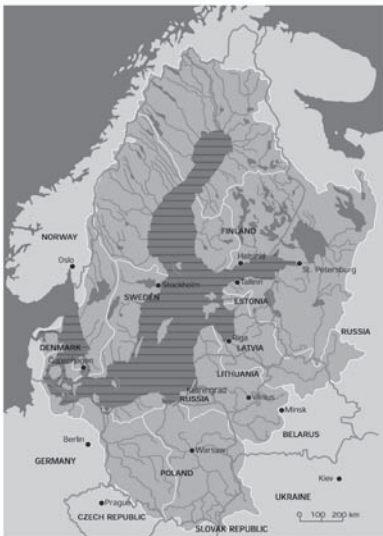 NORWAY
Oslo
FINLAND
Helsinki
St. Petersburg
Tallinn
Stockholm
SWEDEN
ESTONIA
RUSSIA
Riga
LATVIA
DENMARK
Copenhagen
LITHUANIA
Kaliningrad
RUSSIA
Vilnius
Minsk
BELARUS
Berlin
GERMANY
Warsaw
POLAND
Kiev
UKRAINE
Prague
CZECH REPUBLIC
SLOVAK REPUBLIC
0 100 200 km